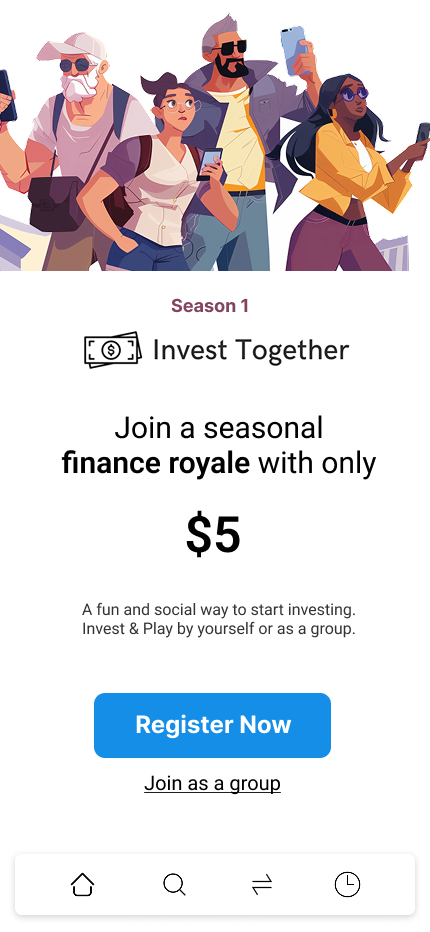 Season 1
Invest Together
Join a seasonal
finance royale with only
$5
A fun and social way to start investing.
Invest & Play by yourself or as a group.
Register Now
Join as a group